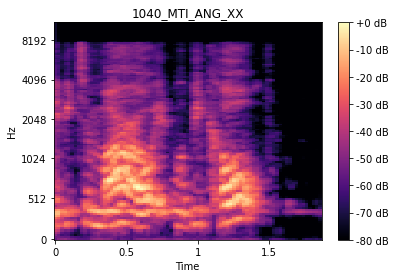 1040_MTI_ANG_XX
Hz
8192
4096
2048
1024
512
0
0
0.5
1
1.5
Time
+0 dB
-10 dB
-20 dB
-30 dB
-40 dB
-50 dB
-60 dB
-70 dB
-80 dB